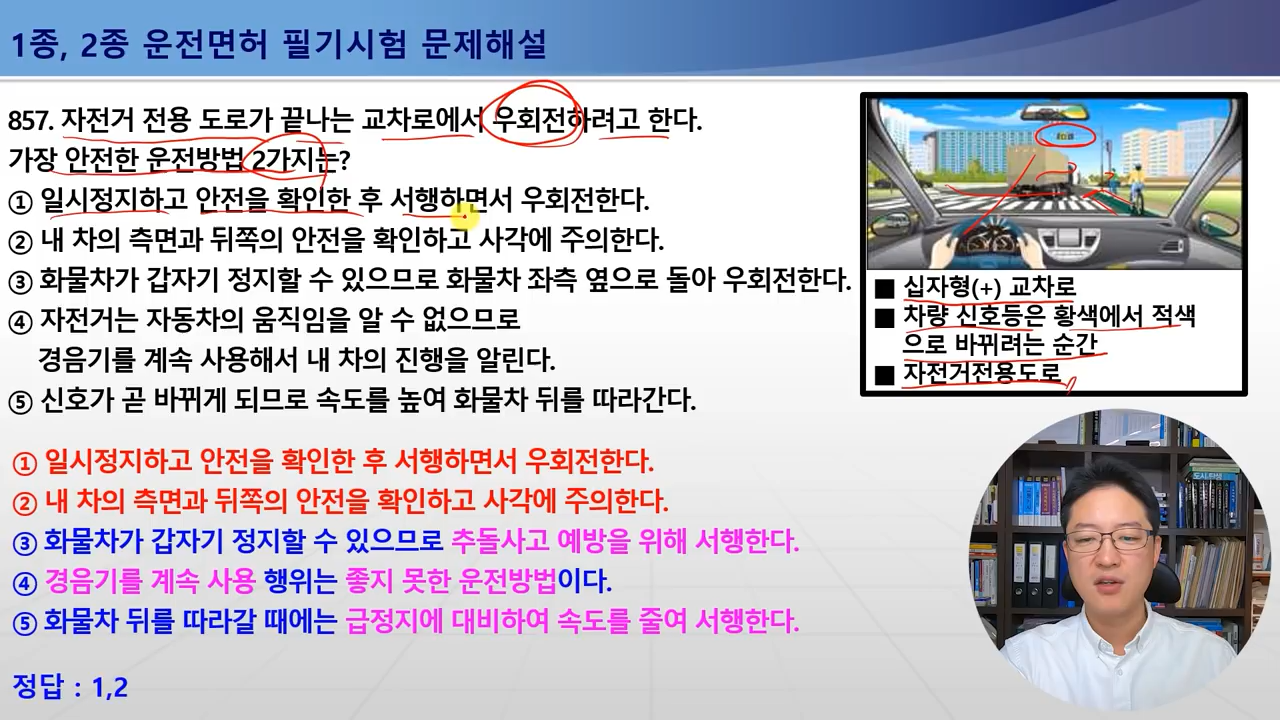 1종, 2종 운전면허 필기시험 문제해설
857. 자전거 전용 도로가 끝나는 교차로에서 우회전하려고 한다.
가장 안전한 운전방법 2가지는?
① 일시정지하고 안전을 확인한 후 서행하면서 우회전한다.
② 내 차의 측면과 뒤쪽의 안전을 확인하고 사각에 주의한다.
③ 화물차가 갑자기 정지할 수 있으므로 화물차 좌측 옆으로 돌아 우회전한다.
④ 자전거는 자동차의 움직임을 알 수 없으므로
경음기를 계속 사용해서 내 차의 진행을 알린다.
⑤ 신호가 곧 바뀌게 되므로 속도를 높여 화물차 뒤를 따라간다.
■ 십자형(+) 교차로
■ 차량 신호등은 황색에서 적색
으로 바뀌려는 순간
■ 자전거전용도로
① 일시정지하고 안전을 확인한 후 서행하면서 우회전한다.
② 내 차의 측면과 뒤쪽의 안전을 확인하고 사각에 주의한다.
③ 화물차가 갑자기 정지할 수 있으므로 추돌사고 예방을 위해 서행한다.
④ 경음기를 계속 사용 행위는 좋지 못한 운전방법이다.
⑤ 화물차 뒤를 따라갈 때에는 급정지에 대비하여 속도를 줄여 서행한다.
정답 : 1,2